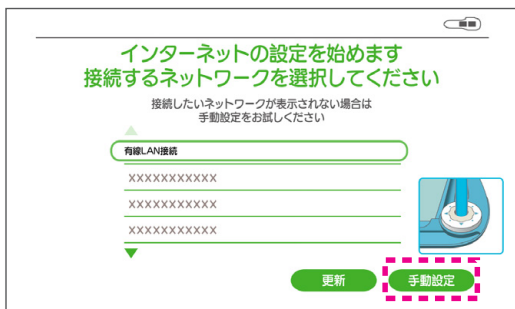 インターネットの設定を始めます
接続するネットワークを選択してください
接続したいネットワークが表示されない場合は
手動設定をお試しください
有線LAN接続
xxxxxxxxxxx
xxxxxxxxxxx
xxxxxxxxxxx
更新
手動設定